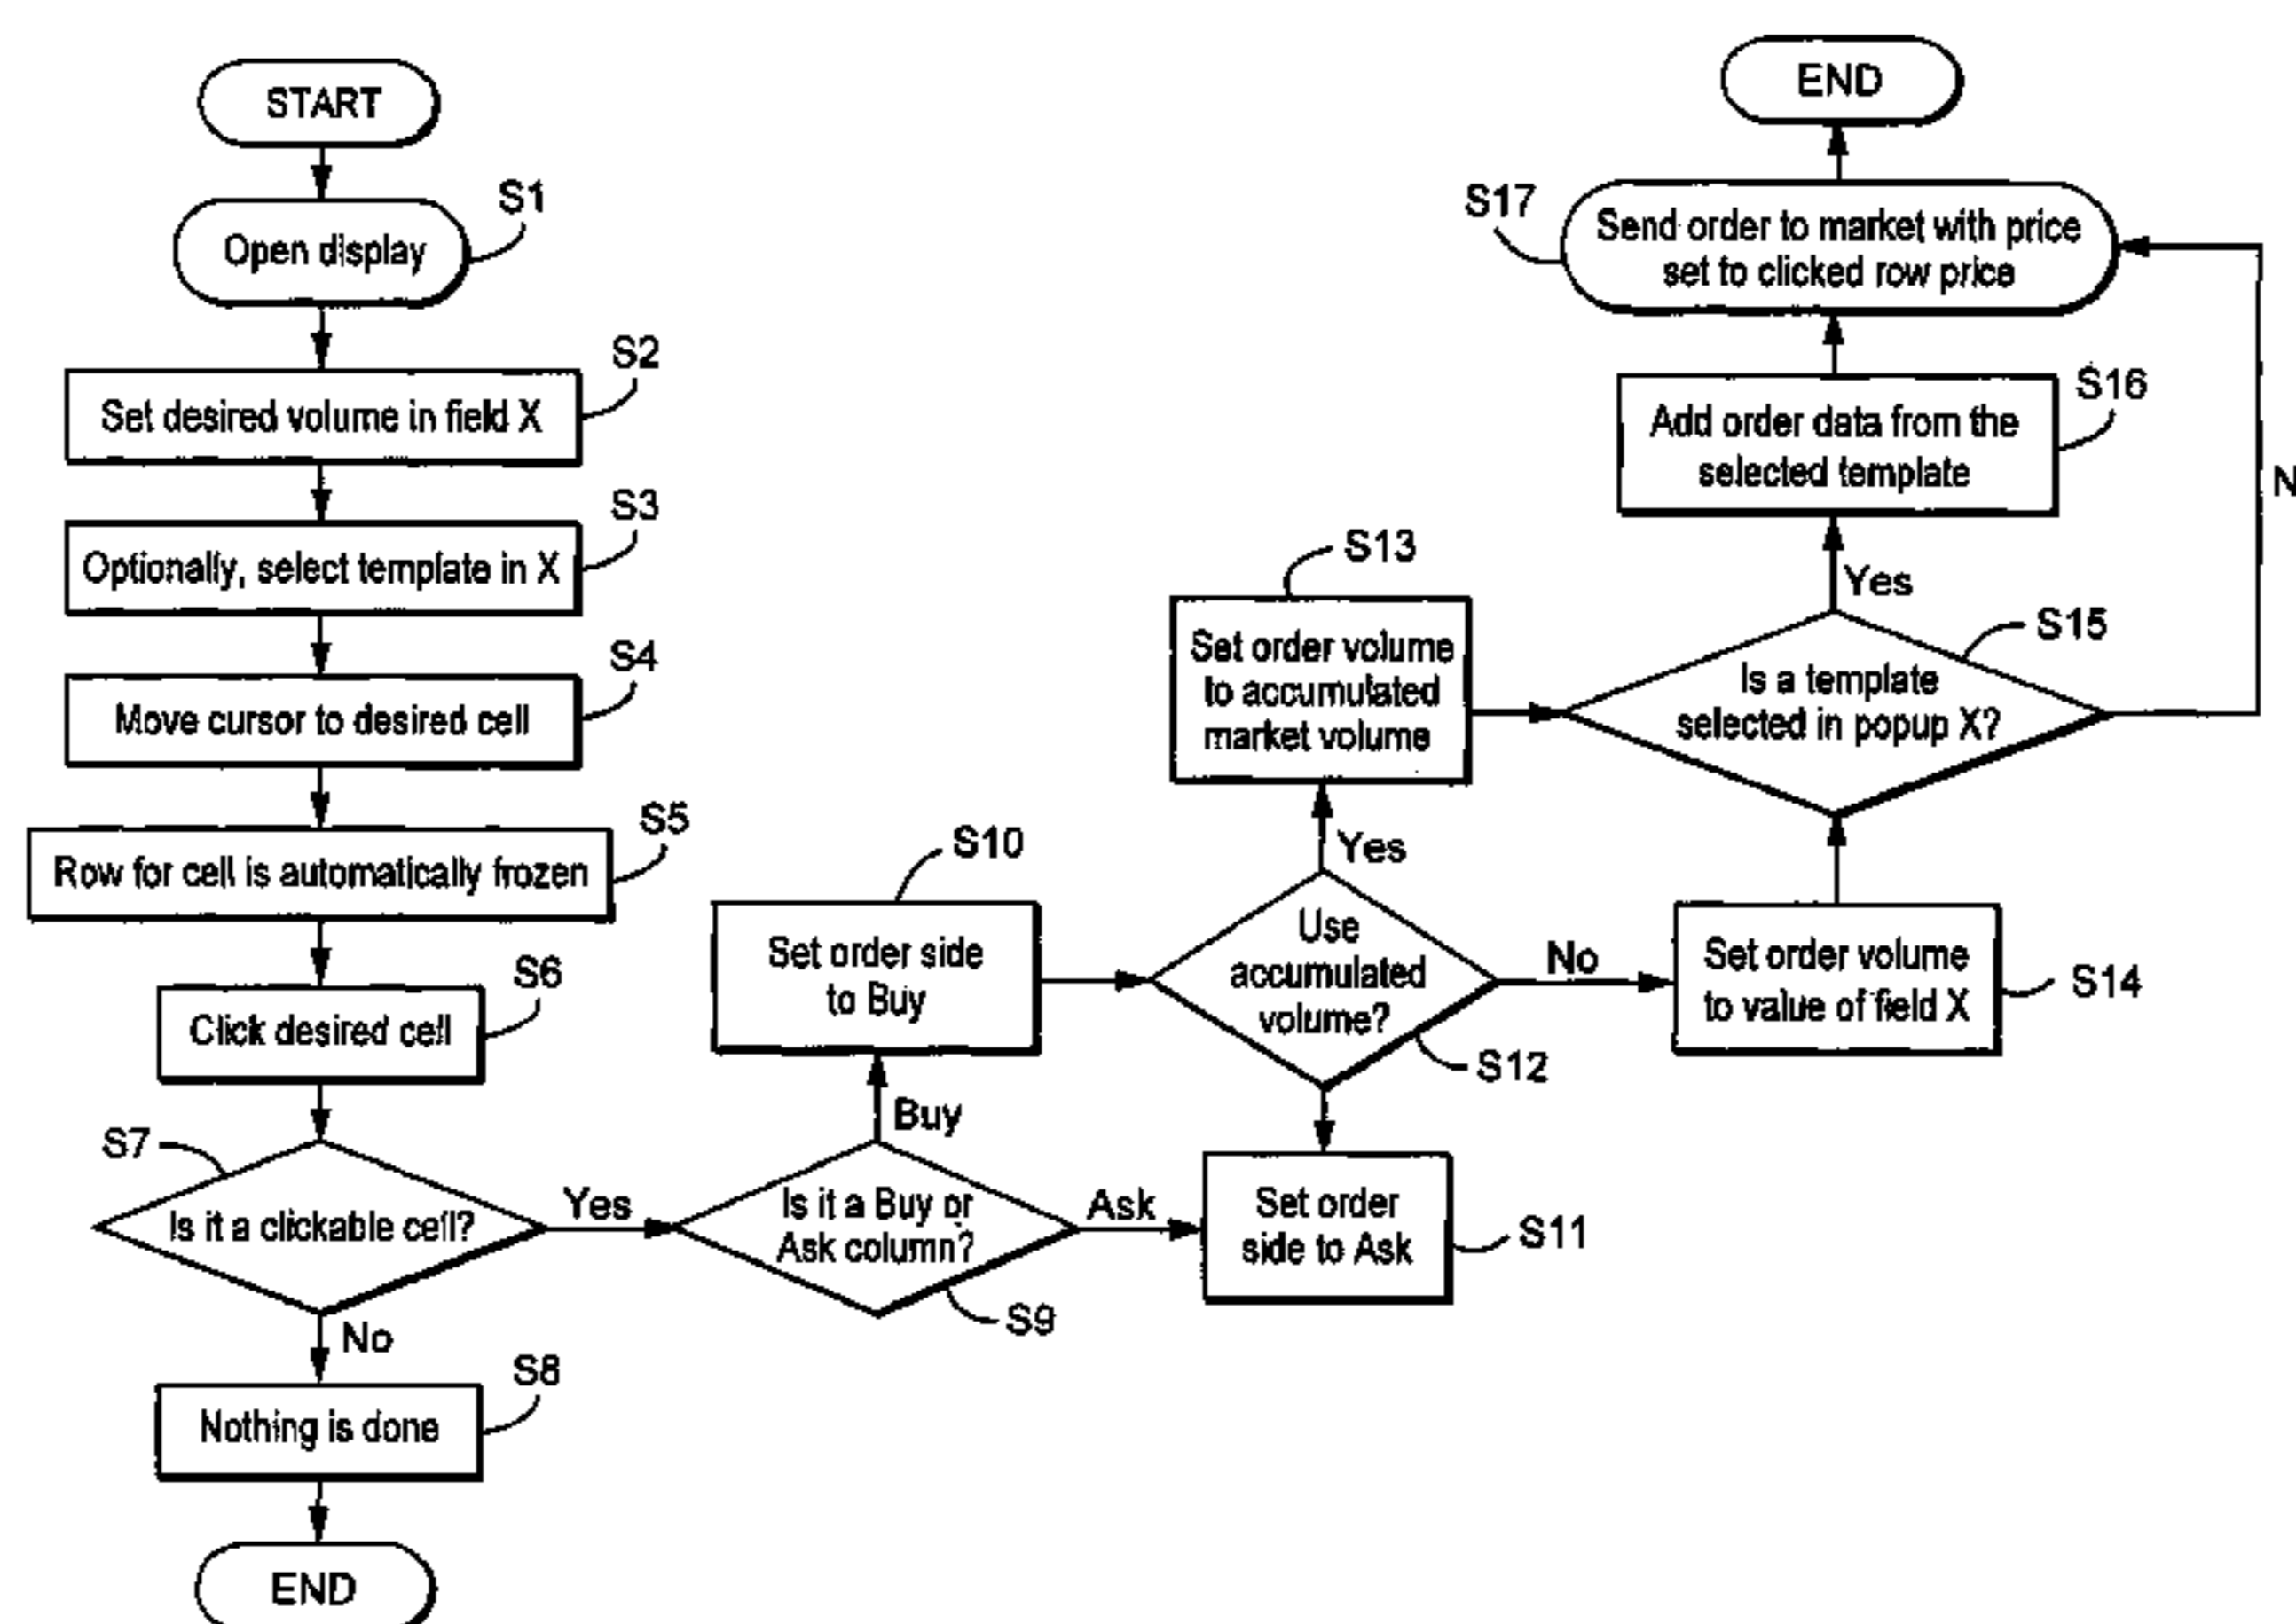 START
Open display
S1
Set desired volume in field X
S2
Optionally, select template in X
S3
Move cursor to desired cell
S4
Row for cell is automatically frozen
S5
Click desired cell
S6
Is it a clickable cell?
S7
Yes
No
Nothing is done
S8
END
Is it a Buy or
Ask column?
S9
Buy
Ask
Set order side
to Buy
S10
Set order
side to Ask
S11
Use
accumulated
volume?
S12
Yes
No
Set order volume
to accumulated
market volume
S13
Set order volume
to value of field X
S14
Is a template
selected in popup X?
S15
Yes
Add order data from the
selected template
S16
Send order to market with price
set to clicked row price
S17
END